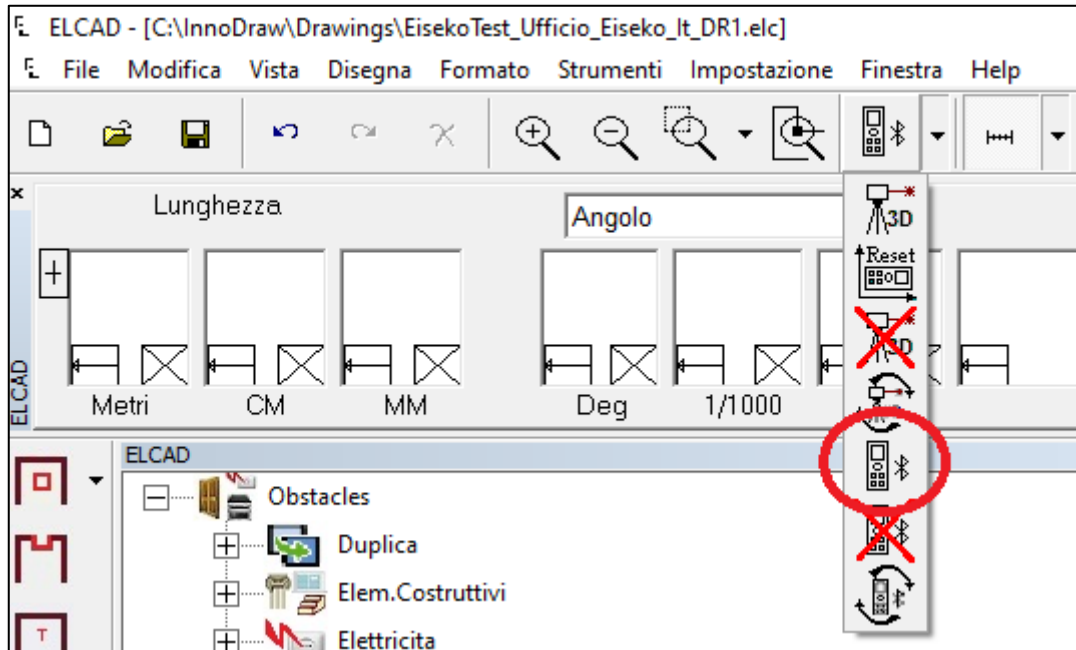 ELCAD - [C:\InnoDraw\Drawings\EisekoTest_Ufficio_Eiseko_It_DR1.elc]
File Modifica Vista Disegna Formato Strumenti Impostazione Finestra Help
Lunghezza
Angolo
3D
Reset
3D
Metri
CM
MM
Deg
1/1000
ELCAD
ELCAD
Obstacles
Duplica
Elem.Costruttivi
Elettricita
T